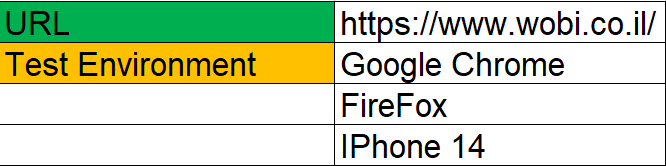 URL https://www.wobi.co.il/
Test Environment Google Chrome
FireFox
IPhone 14